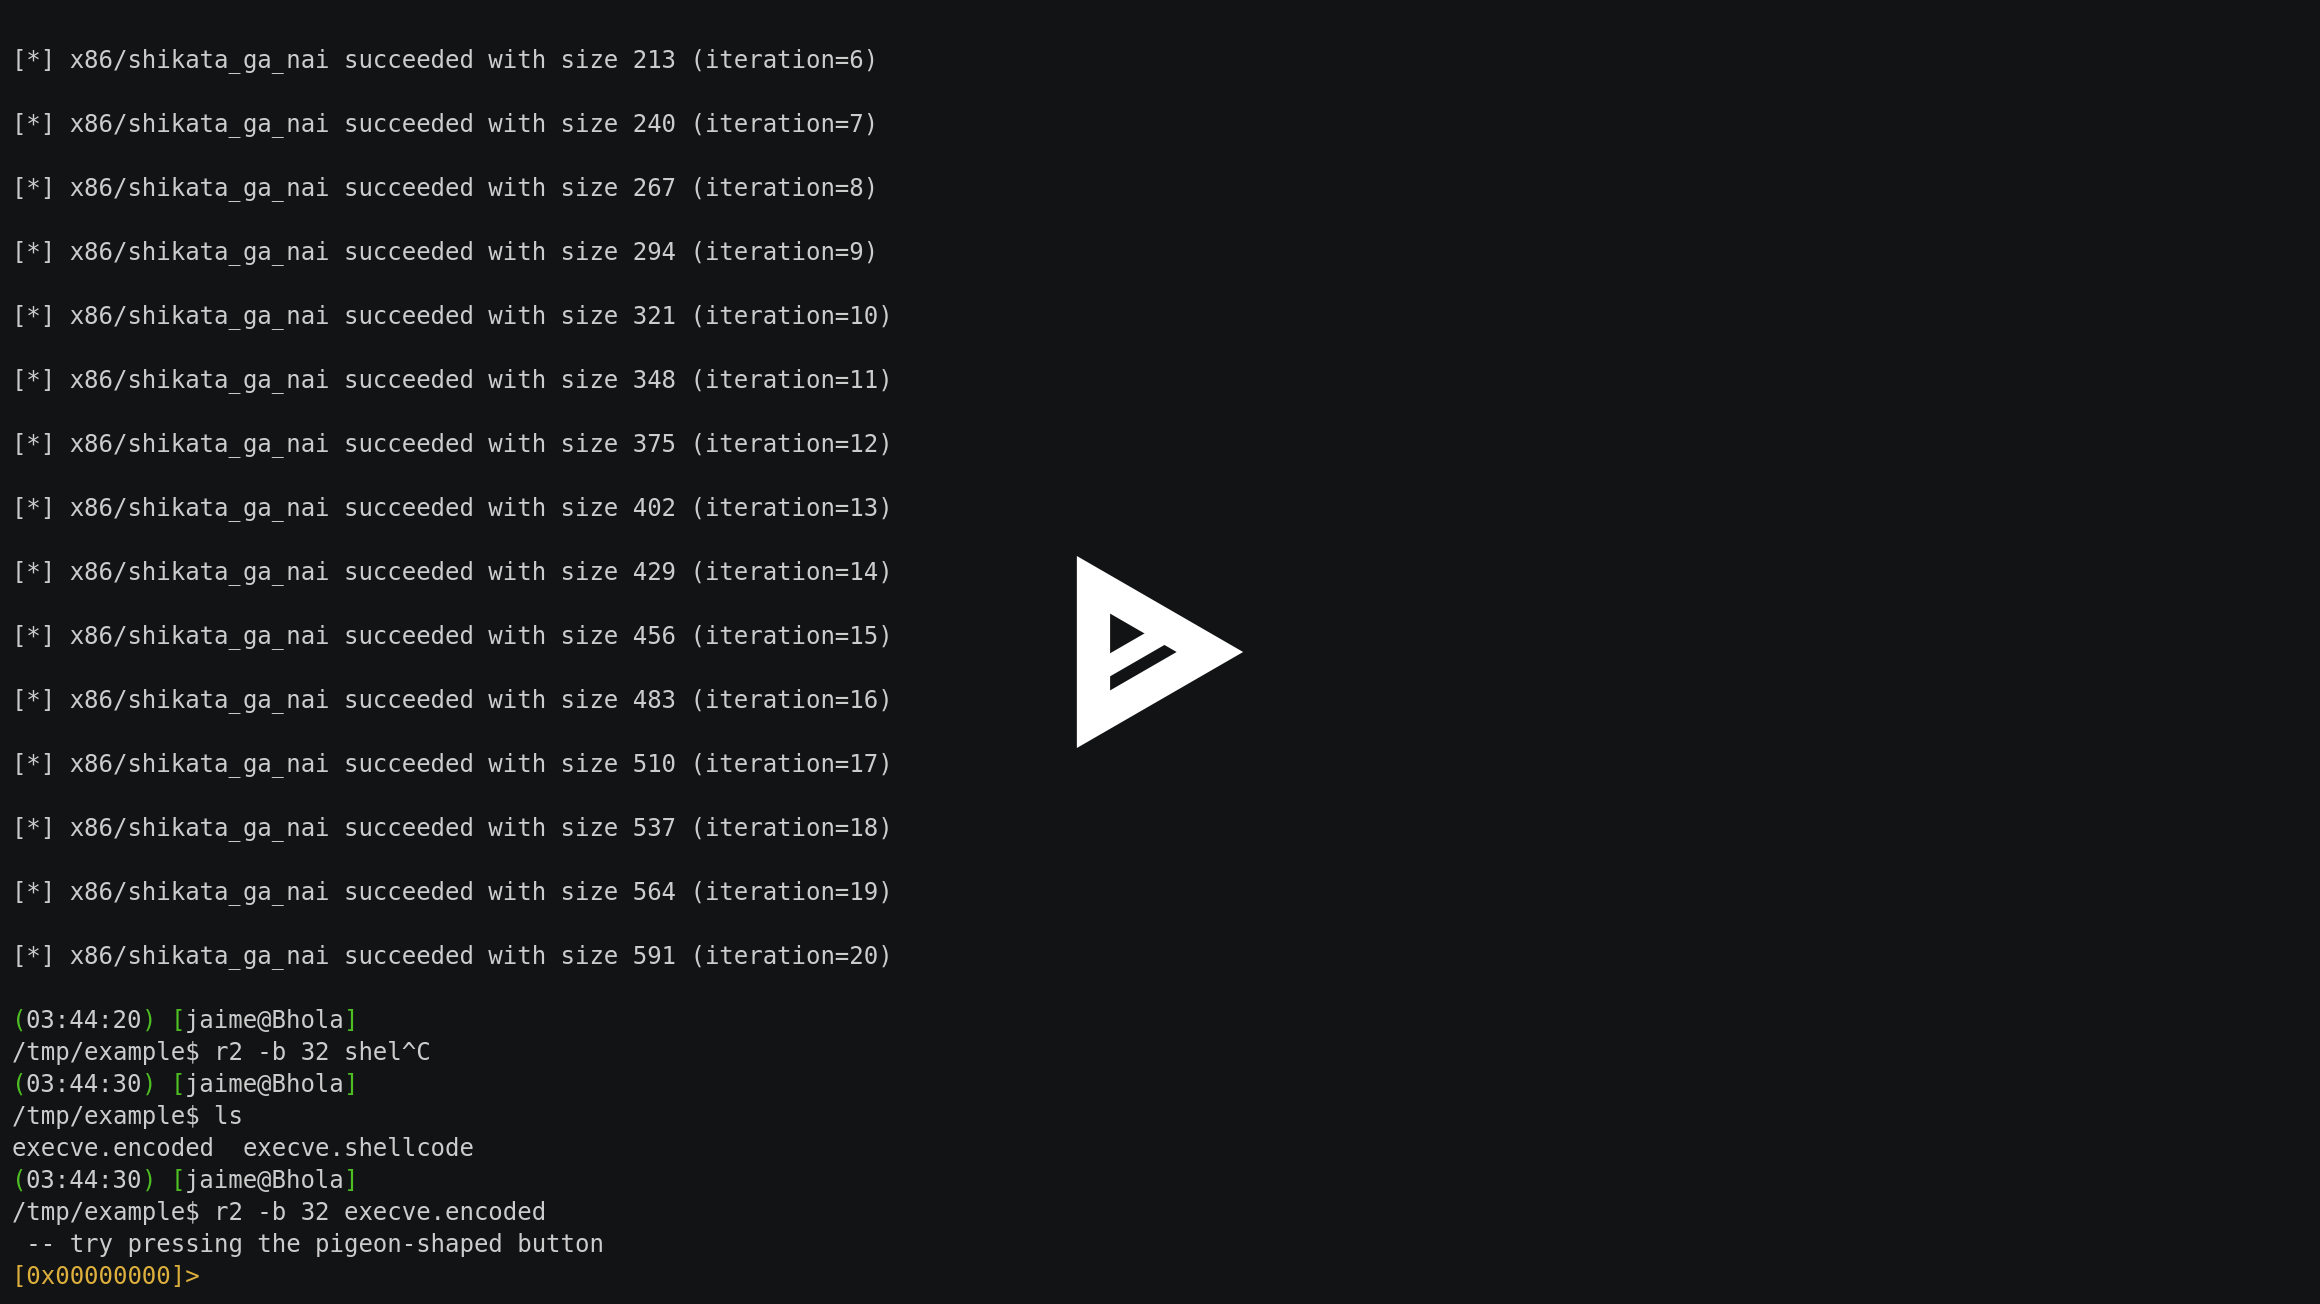 [*] x86/shikata_ga_nai succeeded with size 213 (iteration=6)
[*] x86/shikata_ga_nai succeeded with size 240 (iteration=7)
[*] x86/shikata_ga_nai succeeded with size 267 (iteration=8)
[*] x86/shikata_ga_nai succeeded with size 294 (iteration=9)
[*] x86/shikata_ga_nai succeeded with size 321 (iteration=10)
[*] x86/shikata_ga_nai succeeded with size 348 (iteration=11)
[*] x86/shikata_ga_nai succeeded with size 375 (iteration=12)
[*] x86/shikata_ga_nai succeeded with size 402 (iteration=13)
[*] x86/shikata_ga_nai succeeded with size 429 (iteration=14)
[*] x86/shikata_ga_nai succeeded with size 456 (iteration=15)
[*] x86/shikata_ga_nai succeeded with size 483 (iteration=16)
[*] x86/shikata_ga_nai succeeded with size 510 (iteration=17)
[*] x86/shikata_ga_nai succeeded with size 537 (iteration=18)
[*] x86/shikata_ga_nai succeeded with size 564 (iteration=19)
[*] x86/shikata_ga_nai succeeded with size 591 (iteration=20)
(03:44:20) [jaime@Bhola]
/tmp/example$ r2 -b 32 shel^C
(03:44:30) [jaime@Bhola]
/tmp/example$ ls
execve.encoded  execve.shellcode
(03:44:30) [jaime@Bhola]
/tmp/example$ r2 -b 32 execve.encoded
 -- try pressing the pigeon-shaped button
[0x00000000]>